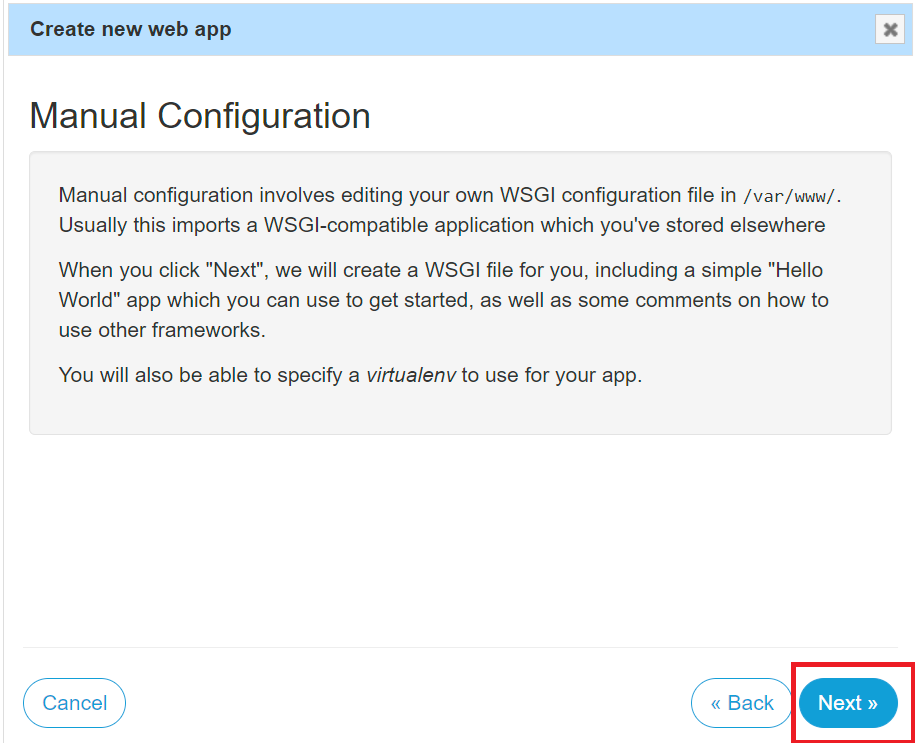 Create new web app
Manual Configuration
Manual configuration involves editing your own WSGI configuration file in /var/www/.
Usually this imports a WSGI-compatible application which you've stored elsewhere
When you click "Next", we will create a WSGI file for you, including a simple "Hello
World" app which you can use to get started, as well as some comments on how to
use other frameworks.
You will also be able to specify a virtualenv to use for your app.
Cancel
« Back
Next »